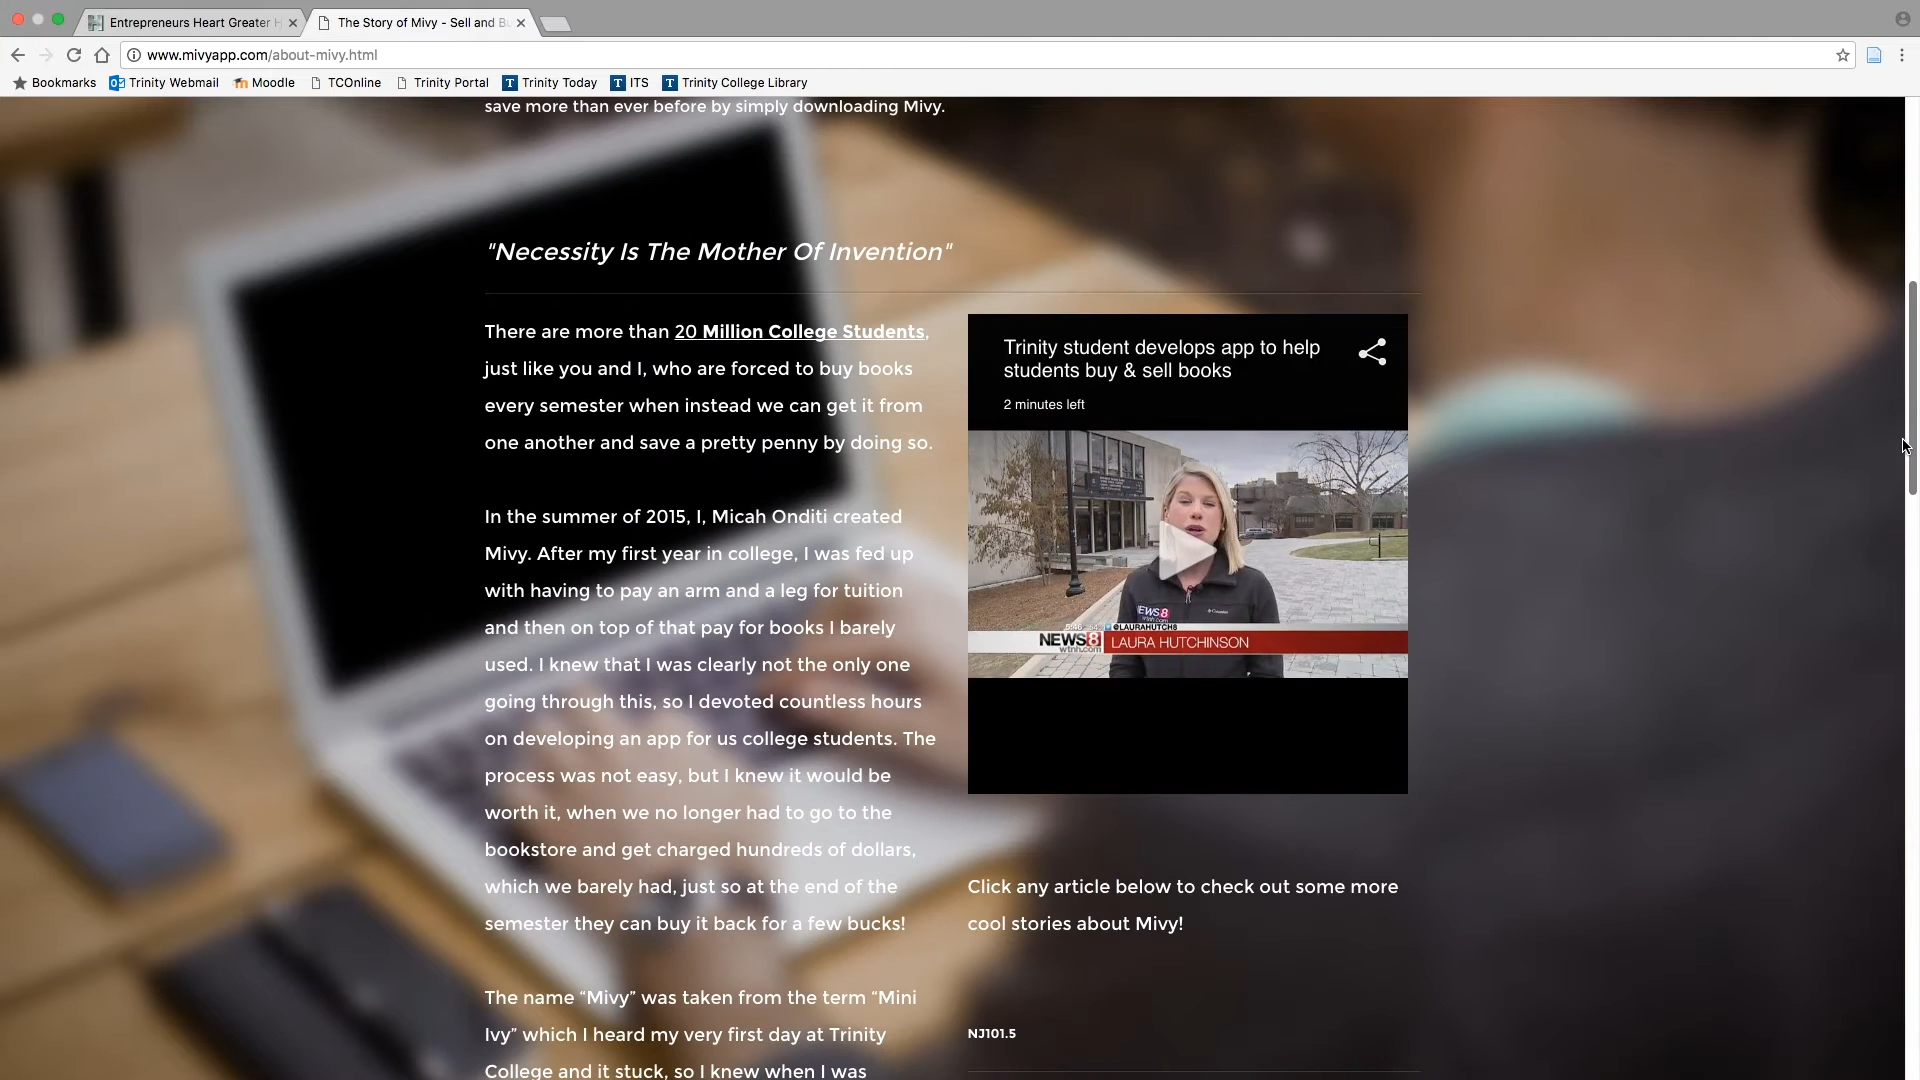 Entrepreneurs Heart Greater
The Story of Mivy - Sell and B
www.mivyapp.com/about-mivy.html
Bookmarks Trinity Webmail Moodle TCOnline Trinity Portal Trinity Today ITS Trinity College Library
save more than ever before by simply downloading Mivy.
"Necessity Is The Mother Of Invention"
There are more than 20 Million College Students,
just like you and I, who are forced to buy books
every semester when instead we can get it from
one another and save a pretty penny by doing so.
In the summer of 2015, I, Micah Onditi created
Mivy. After my first year in college, I was fed up
with having to pay an arm and a leg for tuition
and then on top of that pay for books I barely
used. I knew that I was clearly not the only one
going through this, so I devoted countless hours
on developing an app for us college students. The
process was not easy, but I knew it would be
worth it, when we no longer had to go to the
bookstore and get charged hundreds of dollars,
which we barely had, just so at the end of the
semester they can buy it back for a few bucks!
The name “Mivy” was taken from the term “Mini
Ivy” which I heard my very first day at Trinity
College and it stuck, so I knew when I was
Trinity student develops app to help
students buy & sell books
2 minutes left
EWS8
@LAURAHUTCH8
NEWS8
wtnh.com
LAURA HUTCHINSON
Click any article below to check out some more
cool stories about Mivy!
NJ101.5